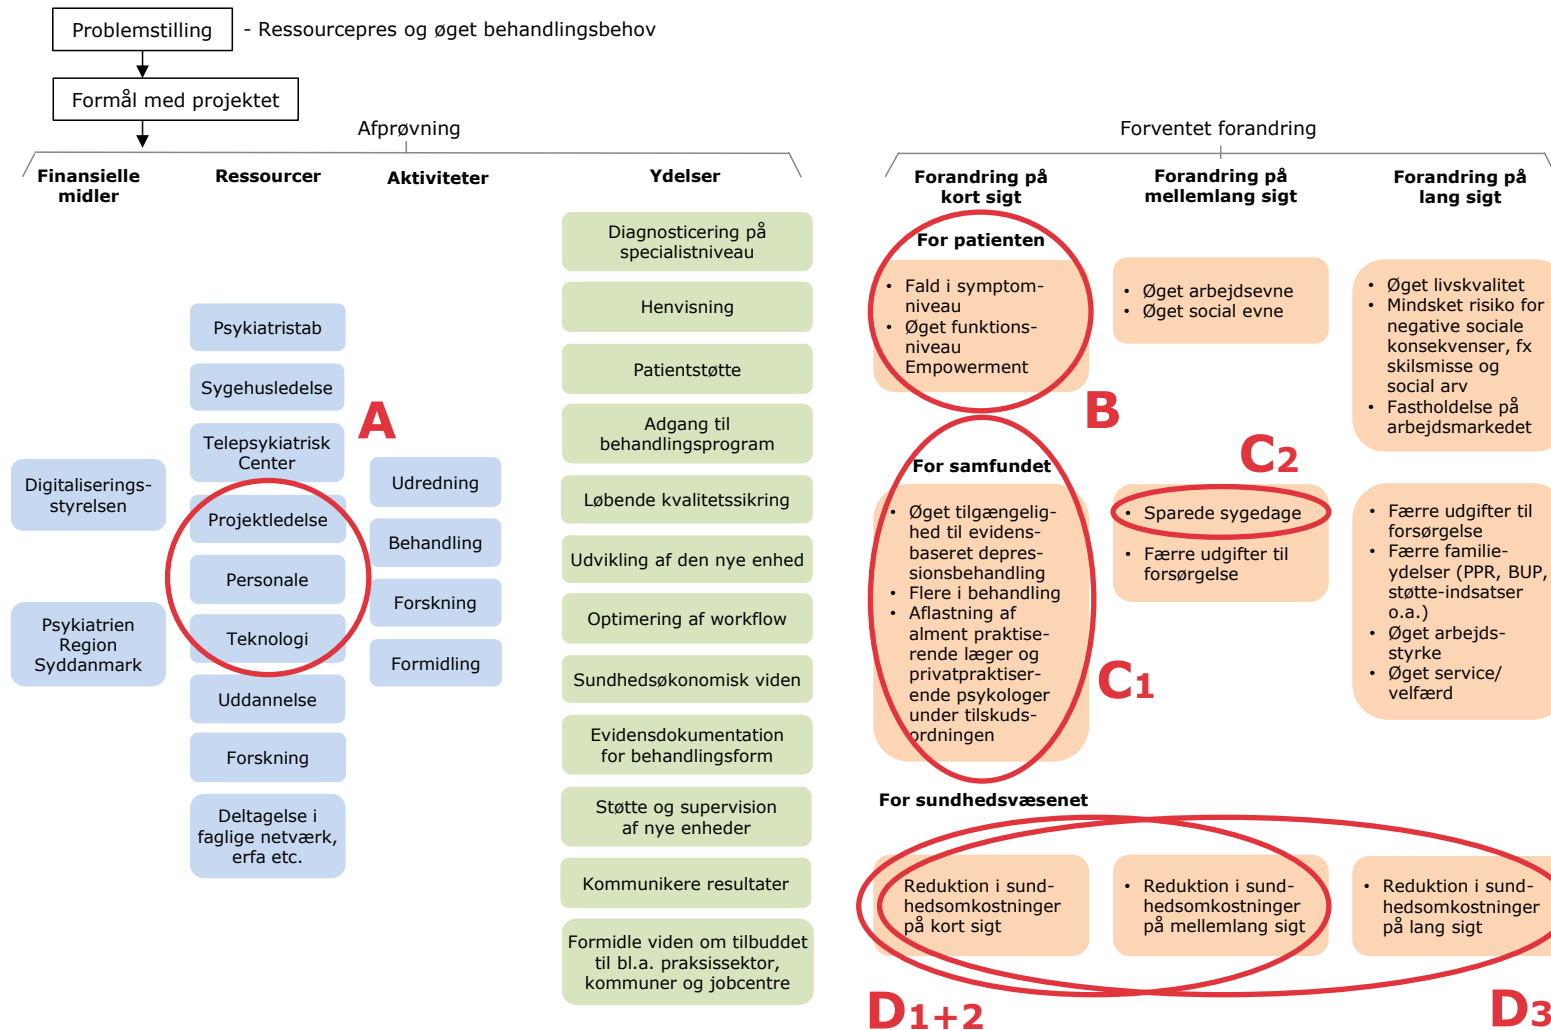 Problemstilling
- Ressourcepres og øget behandlingsbehov
Formål med projektet
Afprøvning
Finansielle
midler
Ressourcer
Aktiviteter
Ydelser
Digitaliserings-
styrelsen
Psykiatrien
Region
Syddanmark
Psykiatristab
Sygehusledelse
Telepsykiatrisk
Center
Projektledelse
Personale
Teknologi
Uddannelse
Forskning
Deltagelse i
faglige netværk,
erfa etc.
A
Udredning
Behandling
Forskning
Formidling
Diagnosticering på
specialistniveau
Henvisning
Patientstøtte
Adgang til
behandlingsprogram
Løbende kvalitetssikring
Udvikling af den nye enhed
Optimering af workflow
Sundhedsøkonomisk viden
Evidensdokumentation
for behandlingsform
Støtte og supervision
af nye enheder
Kommunikere resultater
Formidle viden om tilbuddet
til bl.a. praksissektor,
kommuner og jobcentre
Forventet forandring
Forandring på
kort sigt
Forandring på
mellemlang sigt
Forandring på
lang sigt
For patienten
• Fald i symptom-
niveau
• Øget funktions-
niveau
Empowerment
B
• Øget arbejdsevne
• Øget social evne
• Øget livskvalitet
• Mindsket risiko for
negative sociale
konsekvenser, fx
skilsmisse og
social arv
• Fastholdelse på
arbejdsmarkedet
For samfundet
• Øget tilgængelig-
hed til evidens-
baseret depres-
sionsbehandling
• Flere i behandling
• Aflastning af
alment praktise-
rende læger og
privatpraktiser-
ende psykologer
under tilskuds-
ordningen
C1
C2
• Sparede sygedage
• Færre udgifter til
forsørgelse
• Færre udgifter til
forsørgelse
• Færre familie-
ydelser (PPR, BUP,
støtte-indsatser
o.a.)
• Øget arbejds-
styrke
• Øget service/
velfærd
For sundhedsvæsenet
Reduktion i sund-
hedsomkostninger
på kort sigt
• Reduktion i sund-
hedsomkostninger
på mellemlang sigt
• Reduktion i sund-
hedsomkostninger
på lang sigt
D1+2
D3